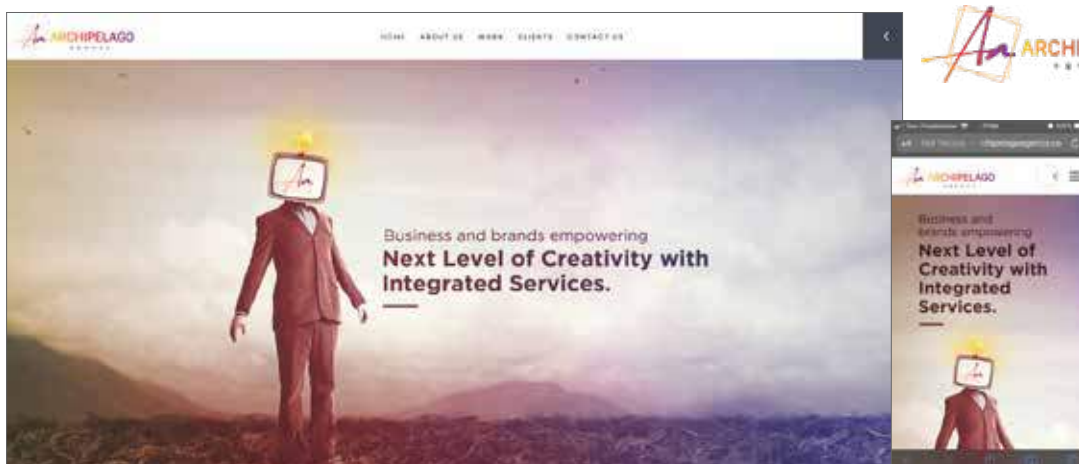 ARCHIPELAGO
HOME ABOUT US WORK CLIENTS CONTACT US
Business and brands empowering
Next Level of Creativity with
Integrated Services.
ARCHI
ARCHIPELAGO
Business and
brands empowering
Next Level of
Creativity with
Integrated
Services.